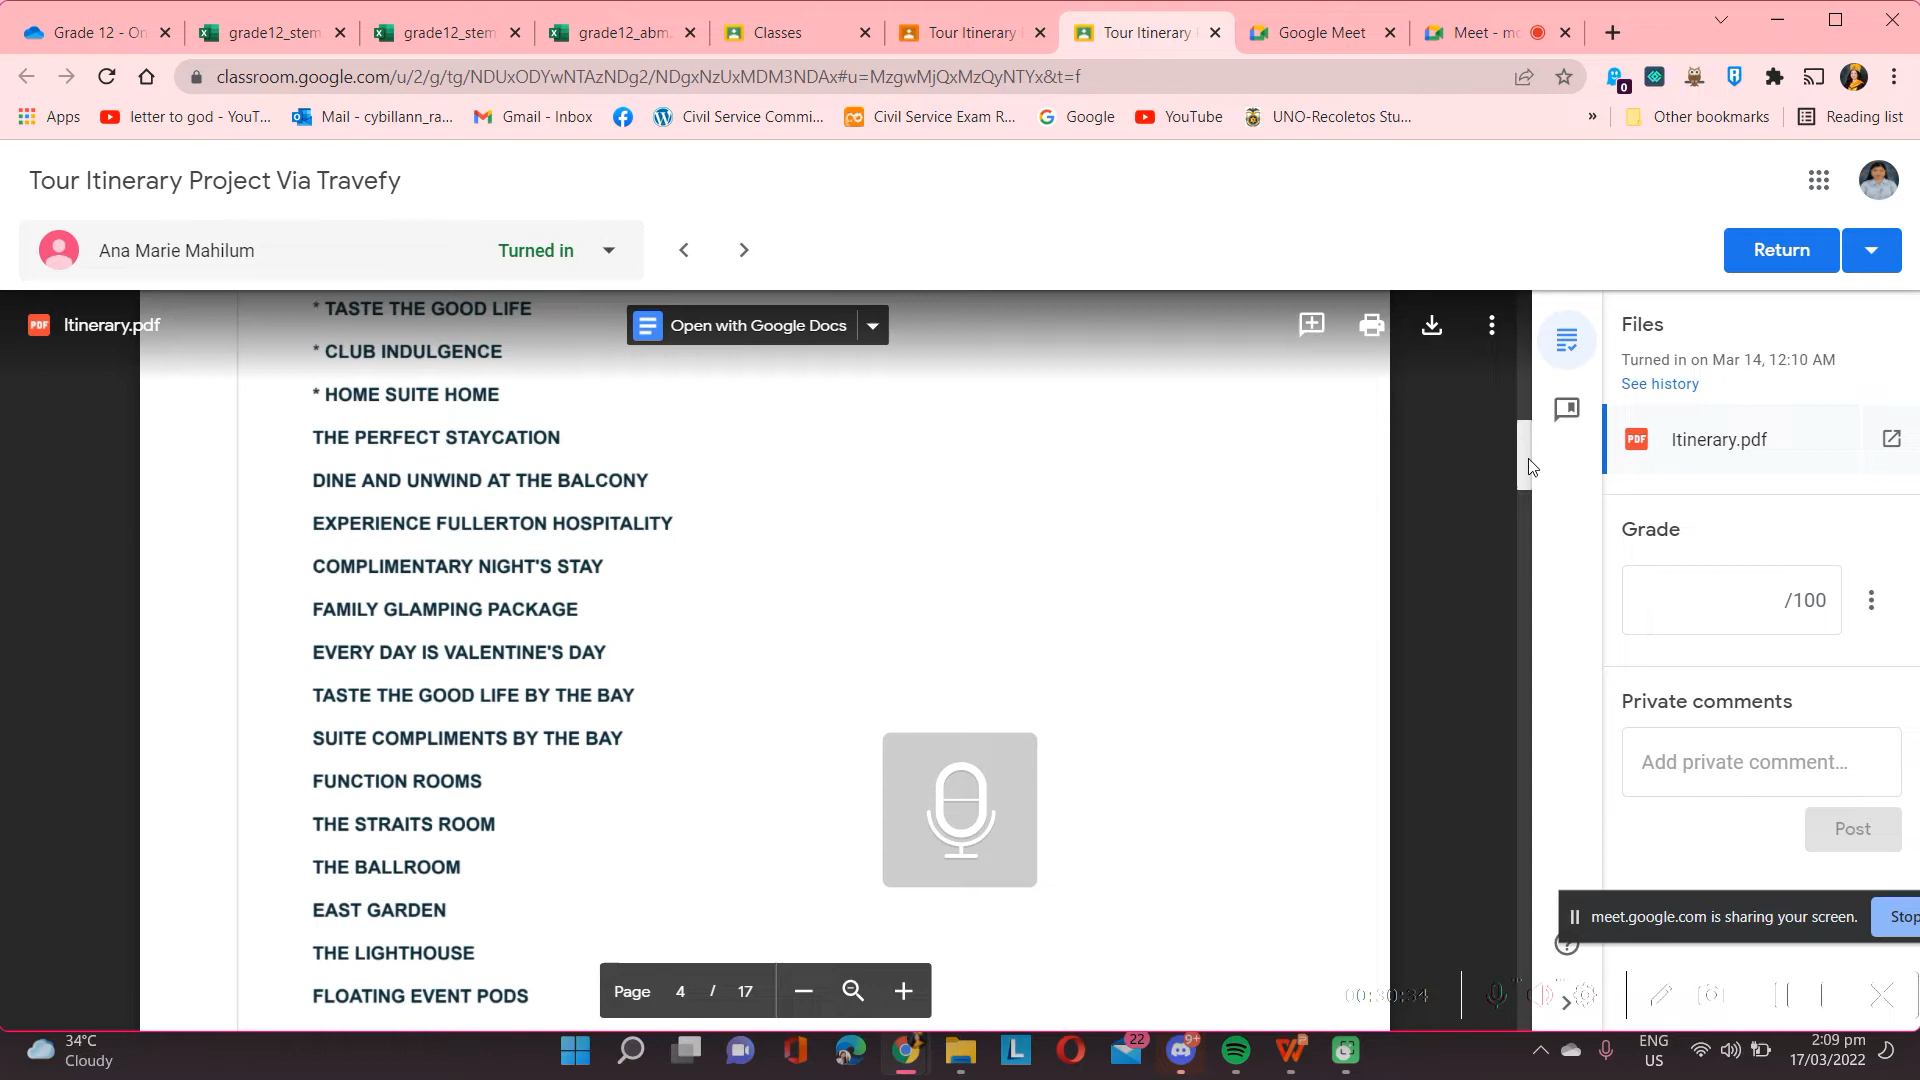 Grade 12 - On
grade12_stem
grade12_stem
grade12_abm.
Classes
Tour Itinerary
Tour Itinerary
Google Meet
Meet - m
classroom.google.com/u/2/g/tg/NDUxODYwNTAzNDg2/NDgxNzUxMDM3NDAx#u=MzgwMjQxMzQyNTYx&t=f
0
Apps
letter to god - YouT...
Mail - cybillann_ra...
Gmail - Inbox
Civil Service Commi...
Civil Service Exam R...
Google
YouTube
UNO-Recoletos Stu...
»
Other bookmarks
Reading list
Tour Itinerary Project Via Travefy
Ana Marie Mahilum
Turned in
Return
PDF
Itinerary.pdf
Open with Google Docs
* TASTE THE GOOD LIFE
* CLUB INDULGENCE
* HOME SUITE HOME
THE PERFECT STAYCATION
DINE AND UNWIND AT THE BALCONY
EXPERIENCE FULLERTON HOSPITALITY
COMPLIMENTARY NIGHT'S STAY
FAMILY GLAMPING PACKAGE
EVERY DAY IS VALENTINE'S DAY
TASTE THE GOOD LIFE BY THE BAY
SUITE COMPLIMENTS BY THE BAY
FUNCTION ROOMS
THE STRAITS ROOM
THE BALLROOM
EAST GARDEN
THE LIGHTHOUSE
FLOATING EVENT PODS
Page 4 / 17
Files
Turned in on Mar 14, 12:10 AM
See history
PDF
Itinerary.pdf
Grade
/100
Private comments
Add private comment...
Post
meet.google.com is sharing your screen.
Stop
00:30:34
34°C
Cloudy
22
9+
ENG
US
2:09 pm
17/03/2022